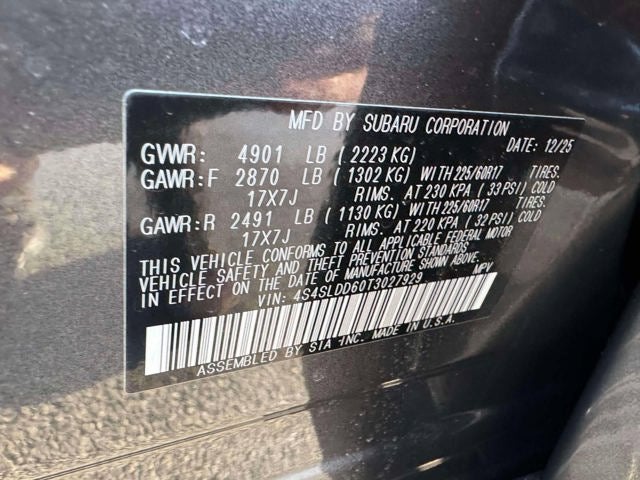 MFD BY SUBARU CORPORATION DATE: 12/25
GVWR: 4901 LB (2223 KG)
GAWR:F 2870 LB (1302 KG) WITH 225/60R17 TIRES.
17X7J RIMS. AT 230 KPA (33 PSI) COLD
GAWR:R 2491 LB (1130 KG) WITH 225/60R17 TIRES.
17X7J RIMS. AT 220 KPA (32 PSI) COLD
THIS VEHICLE CONFORMS TO ALL APPLICABLE FEDERAL MOTOR
VEHICLE SAFETY AND THEFT PREVENTION STANDARDS
IN EFFECT ON THE DATE OF MANUFACTURE SHOWN ABOVE.
VIN: 4S4SLDD60T3027929 MPV
ASSEMBLED BY SIA INC. MADE IN U.S.A.